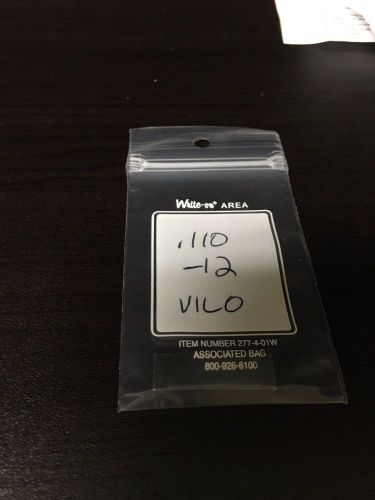 Write-on® AREA
.110
-12
VILO
ITEM NUMBER 277-4-01W
ASSOCIATED BAG
800-926-6100